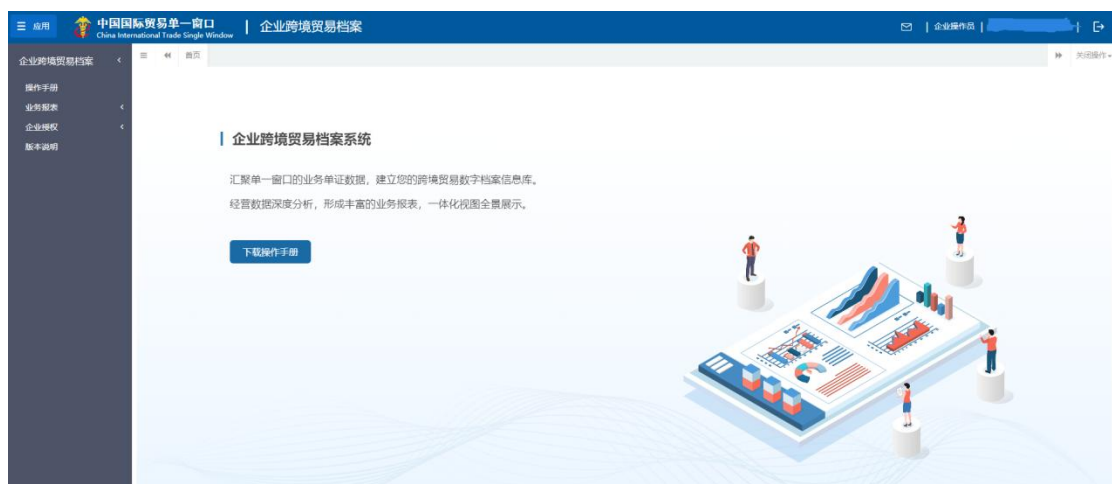 应用
中国国际贸易单一窗口
China International Trade Single Window
企业跨境贸易档案
企业操作员
企业跨境贸易档案
首页
关闭操作
操作手册
业务报表
企业授权
版本说明
企业跨境贸易档案系统
汇聚单一窗口的业务单证数据，建立您的跨境贸易数字档案信息库。
经营数据深度分析，形成丰富的业务报表，一体化视图全景展示。
下载操作手册